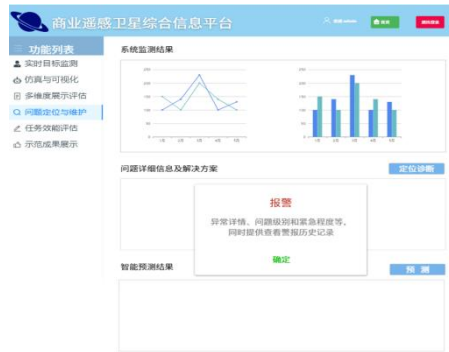 商业遥感卫星综合信息平台
功能列表
实时目标监测
仿真与可视化
多维度展示评估
问题定位与维护
任务效能评估
示范成果展示
系统监测结果
问题详细信息及解决方案
定位诊断
报警
异常详情、问题级别和紧急程度等,
同时提供查看警报历史记录
确定
智能预测结果
预 测